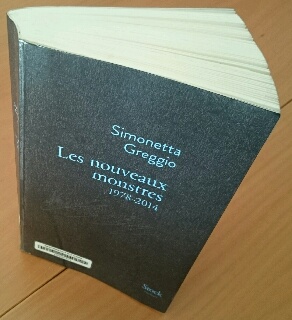 Simonetta
Greggio
Les nouveaux
monstres
1978-2014
Stock